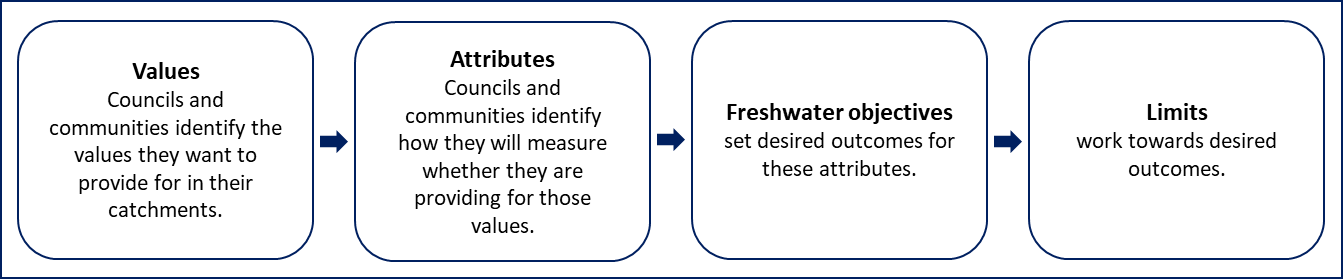 Values
Councils and
communities identify the
values they want to
provide for in their
catchments.
Attributes
Councils and
communities identify
how they will measure
whether they are
providing for those
values.
Freshwater objectives
set desired outcomes for
these attributes.
Limits
work towards desired
outcomes.